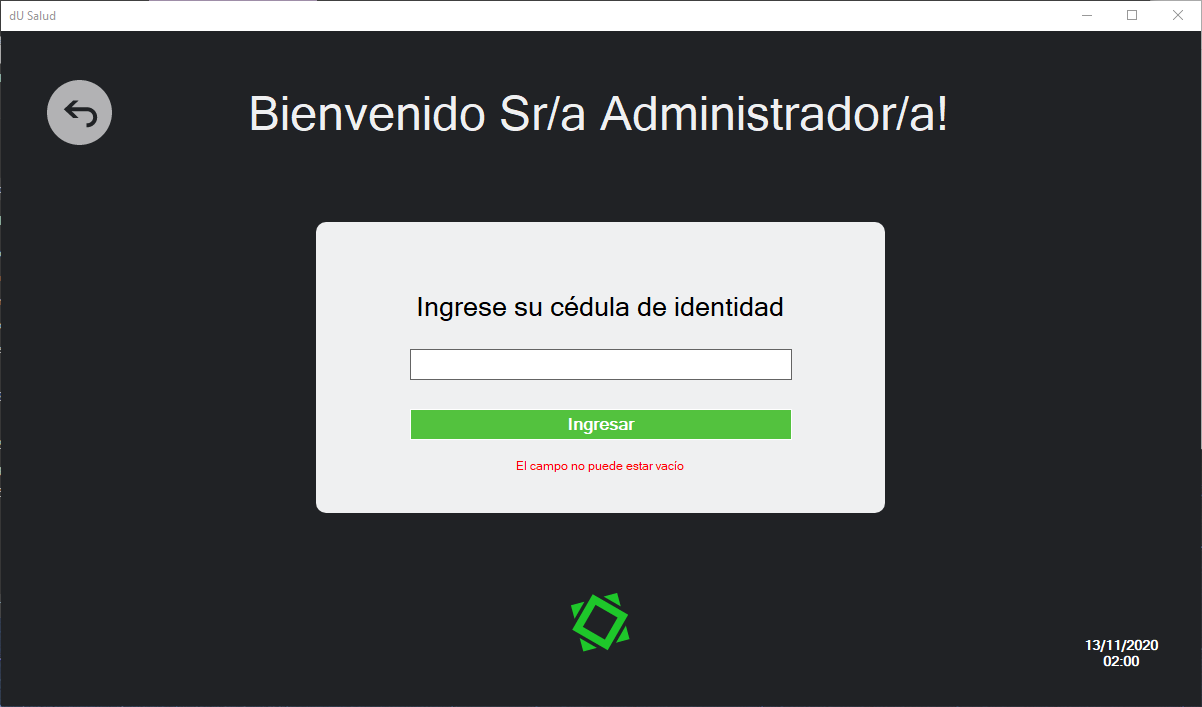 dU Salud
Bienvenido Sr/a Administrador/a!
Ingrese su cédula de identidad
Ingresar
El campo no puede estar vacío
13/11/2020
02:00